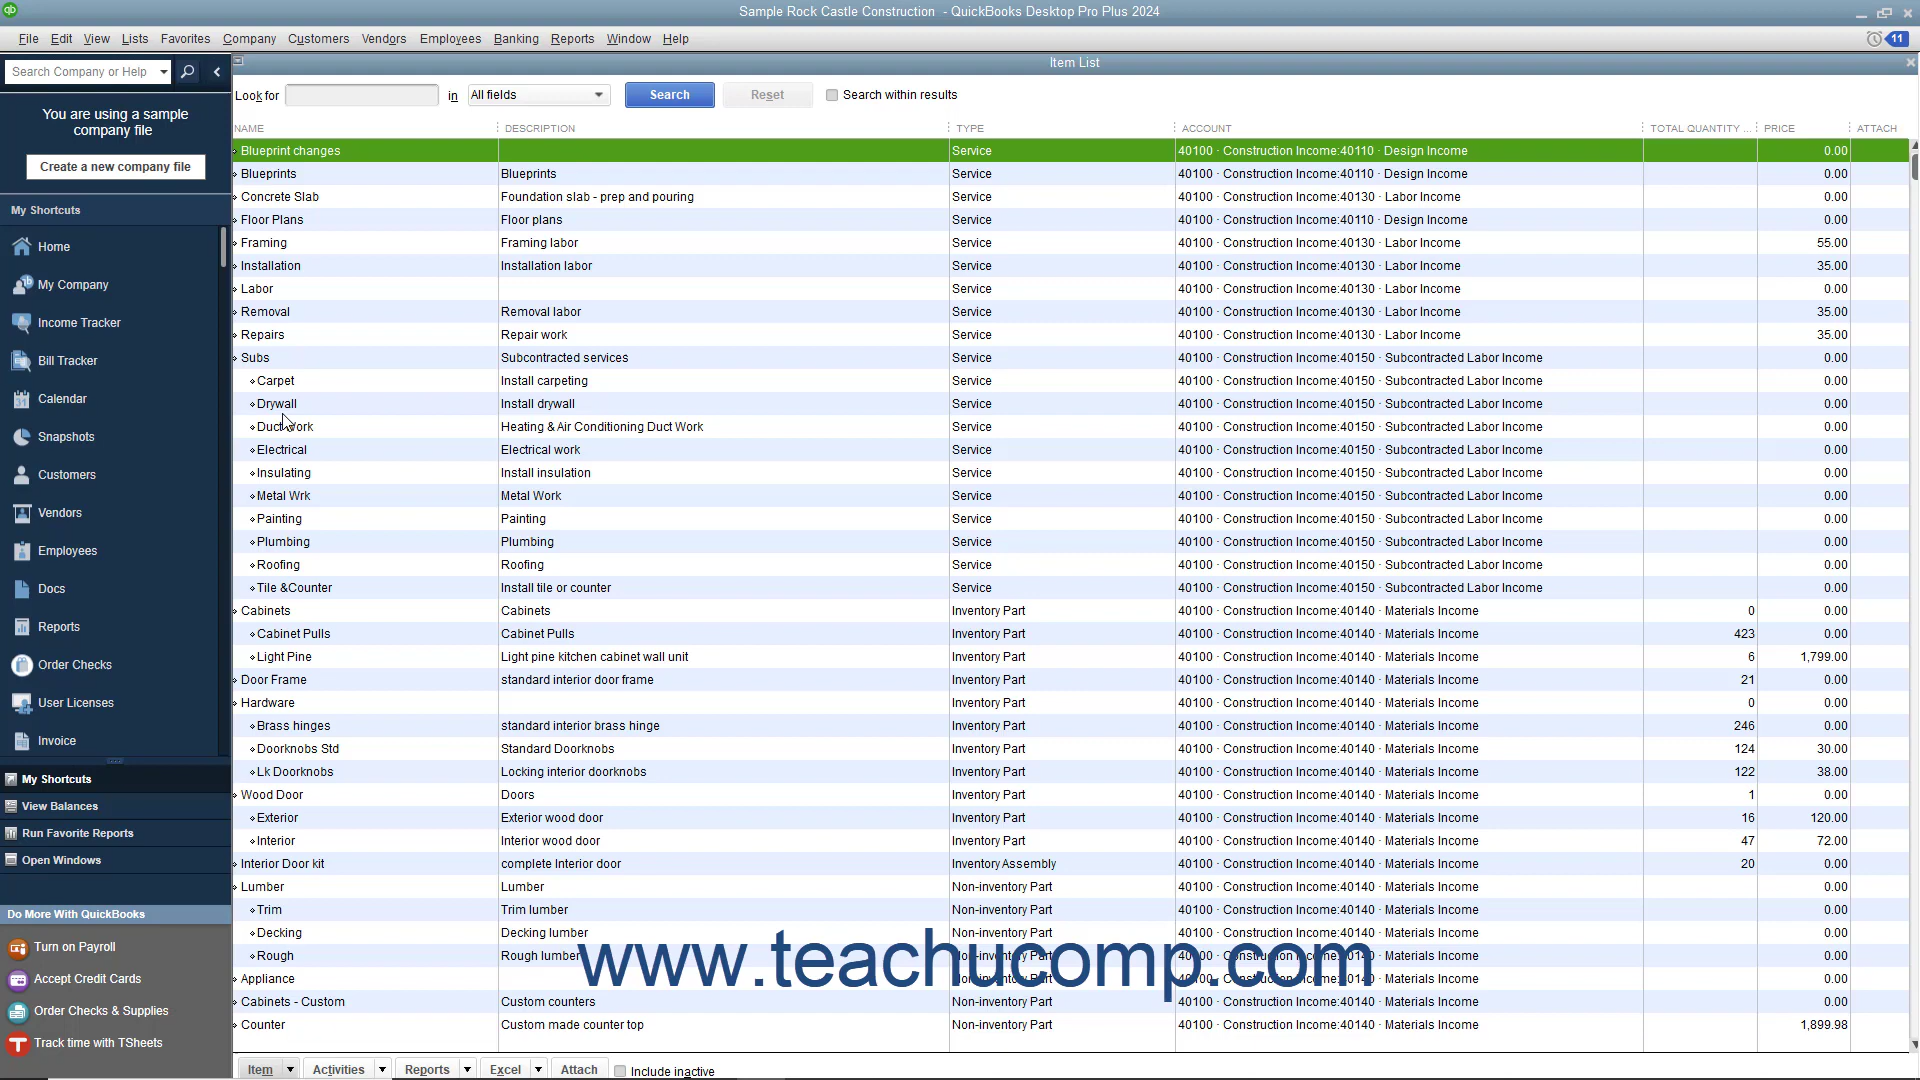 Sample Rock Castle Construction - QuickBooks Desktop Pro Plus 2024
File Edit View Lists Favorites Company Customers Vendors Employees Banking Reports Window Help 11
Search Company or Help
You are using a sample
company file
Create a new company file
My Shortcuts
Home
My Company
Income Tracker
Bill Tracker
Calendar
Snapshots
Customers
Vendors
Employees
Docs
Reports
Order Checks
User Licenses
Invoice
My Shortcuts
View Balances
Run Favorite Reports
Open Windows
Do More With QuickBooks
Turn on Payroll
Accept Credit Cards
Order Checks & Supplies
Track time with TSheets
Item List
Look for in All fields Search Reset Search within results
NAME DESCRIPTION TYPE ACCOUNT TOTAL QUANTITY ... PRICE ATTACH
Blueprint changes Service 40100 · Construction Income:40110 · Design Income 0.00
Blueprints Blueprints Service 40100 · Construction Income:40110 · Design Income 0.00
Concrete Slab Foundation slab - prep and pouring Service 40100 · Construction Income:40130 · Labor Income 0.00
Floor Plans Floor plans Service 40100 · Construction Income:40110 · Design Income 0.00
Framing Framing labor Service 40100 · Construction Income:40130 · Labor Income 55.00
Installation Installation labor Service 40100 · Construction Income:40130 · Labor Income 35.00
Labor Service 40100 · Construction Income:40130 · Labor Income 0.00
Removal Removal labor Service 40100 · Construction Income:40130 · Labor Income 35.00
Repairs Repair work Service 40100 · Construction Income:40130 · Labor Income 35.00
Subs Subcontracted services Service 40100 · Construction Income:40150 · Subcontracted Labor Income 0.00
Carpet Install carpeting Service 40100 · Construction Income:40150 · Subcontracted Labor Income 0.00
Drywall Install drywall Service 40100 · Construction Income:40150 · Subcontracted Labor Income 0.00
Duct Work Heating & Air Conditioning Duct Work Service 40100 · Construction Income:40150 · Subcontracted Labor Income 0.00
Electrical Electrical work Service 40100 · Construction Income:40150 · Subcontracted Labor Income 0.00
Insulating Install insulation Service 40100 · Construction Income:40150 · Subcontracted Labor Income 0.00
Metal Wrk Metal Work Service 40100 · Construction Income:40150 · Subcontracted Labor Income 0.00
Painting Painting Service 40100 · Construction Income:40150 · Subcontracted Labor Income 0.00
Plumbing Plumbing Service 40100 · Construction Income:40150 · Subcontracted Labor Income 0.00
Roofing Roofing Service 40100 · Construction Income:40150 · Subcontracted Labor Income 0.00
Tile &Counter Install tile or counter Service 40100 · Construction Income:40150 · Subcontracted Labor Income 0.00
Cabinets Cabinets Inventory Part 40100 · Construction Income:40140 · Materials Income 0 0.00
Cabinet Pulls Cabinet Pulls Inventory Part 40100 · Construction Income:40140 · Materials Income 423 0.00
Light Pine Light pine kitchen cabinet wall unit Inventory Part 40100 · Construction Income:40140 · Materials Income 6 1,799.00
Door Frame standard interior door frame Inventory Part 40100 · Construction Income:40140 · Materials Income 21 0.00
Hardware Inventory Part 40100 · Construction Income:40140 · Materials Income 0 0.00
Brass hinges standard interior brass hinge Inventory Part 40100 · Construction Income:40140 · Materials Income 246 0.00
Doorknobs Std Standard Doorknobs Inventory Part 40100 · Construction Income:40140 · Materials Income 124 30.00
Lk Doorknobs Locking interior doorknobs Inventory Part 40100 · Construction Income:40140 · Materials Income 122 38.00
Wood Door Doors Inventory Part 40100 · Construction Income:40140 · Materials Income 1 0.00
Exterior Exterior wood door Inventory Part 40100 · Construction Income:40140 · Materials Income 16 120.00
Interior Interior wood door Inventory Part 40100 · Construction Income:40140 · Materials Income 47 72.00
Interior Door kit complete Interior door Inventory Assembly 40100 · Construction Income:40140 · Materials Income 20 0.00
Lumber Lumber Non-inventory Part 40100 · Construction Income:40140 · Materials Income 0.00
Trim Trim lumber Non-inventory Part 40100 · Construction Income:40140 · Materials Income 0.00
Decking Decking lumber Non-inventory Part 40100 · Construction Income:40140 · Materials Income 0.00
Rough Rough lumber Non-inventory Part 40100 · Construction Income:40140 · Materials Income 0.00
Appliance Non-inventory Part 40100 · Construction Income:40140 · Materials Income 0.00
Cabinets - Custom Custom counters Non-inventory Part 40100 · Construction Income:40140 · Materials Income 0.00
Counter Custom made counter top Non-inventory Part 40100 · Construction Income:40140 · Materials Income 1,899.98
www.teachucomp.com
Item Activities Reports Excel Attach Include inactive